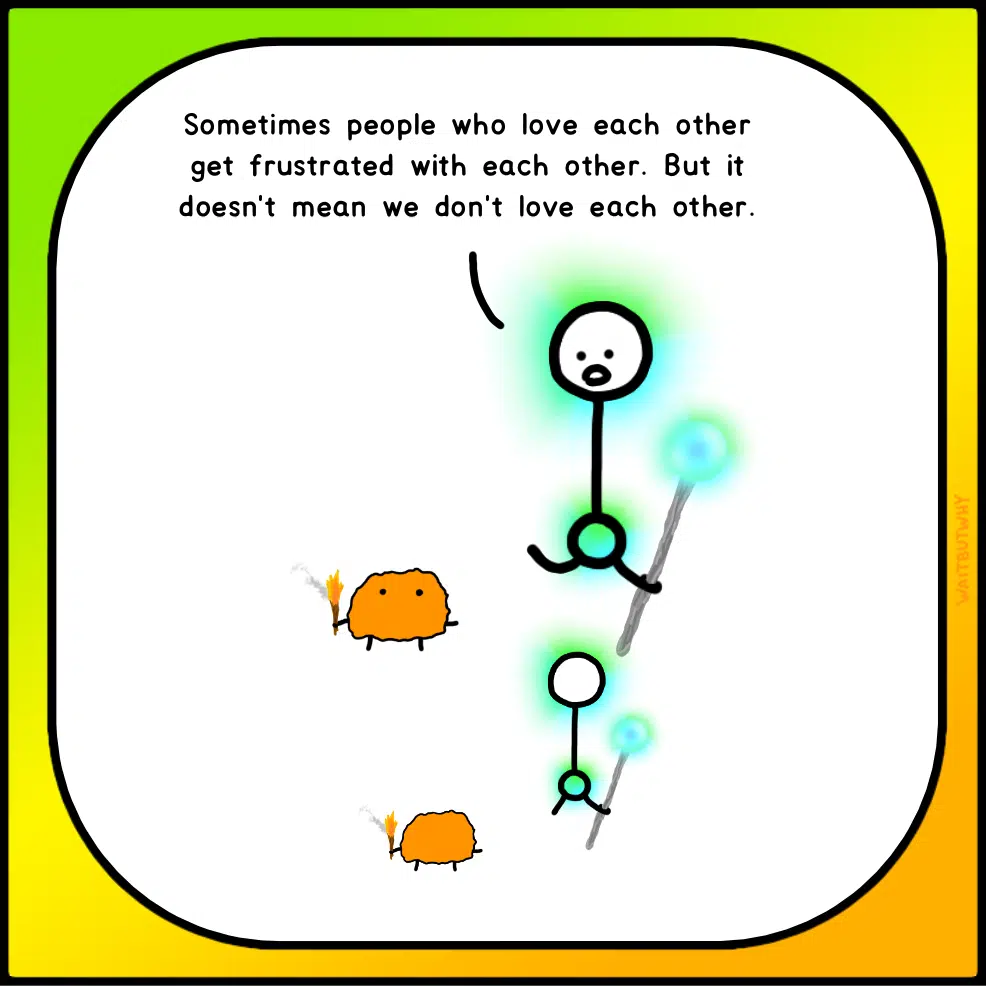 Sometimes people who love each other
get frustrated with each other. But it
doesn't mean we don't love each other.
WAITBUTWHY